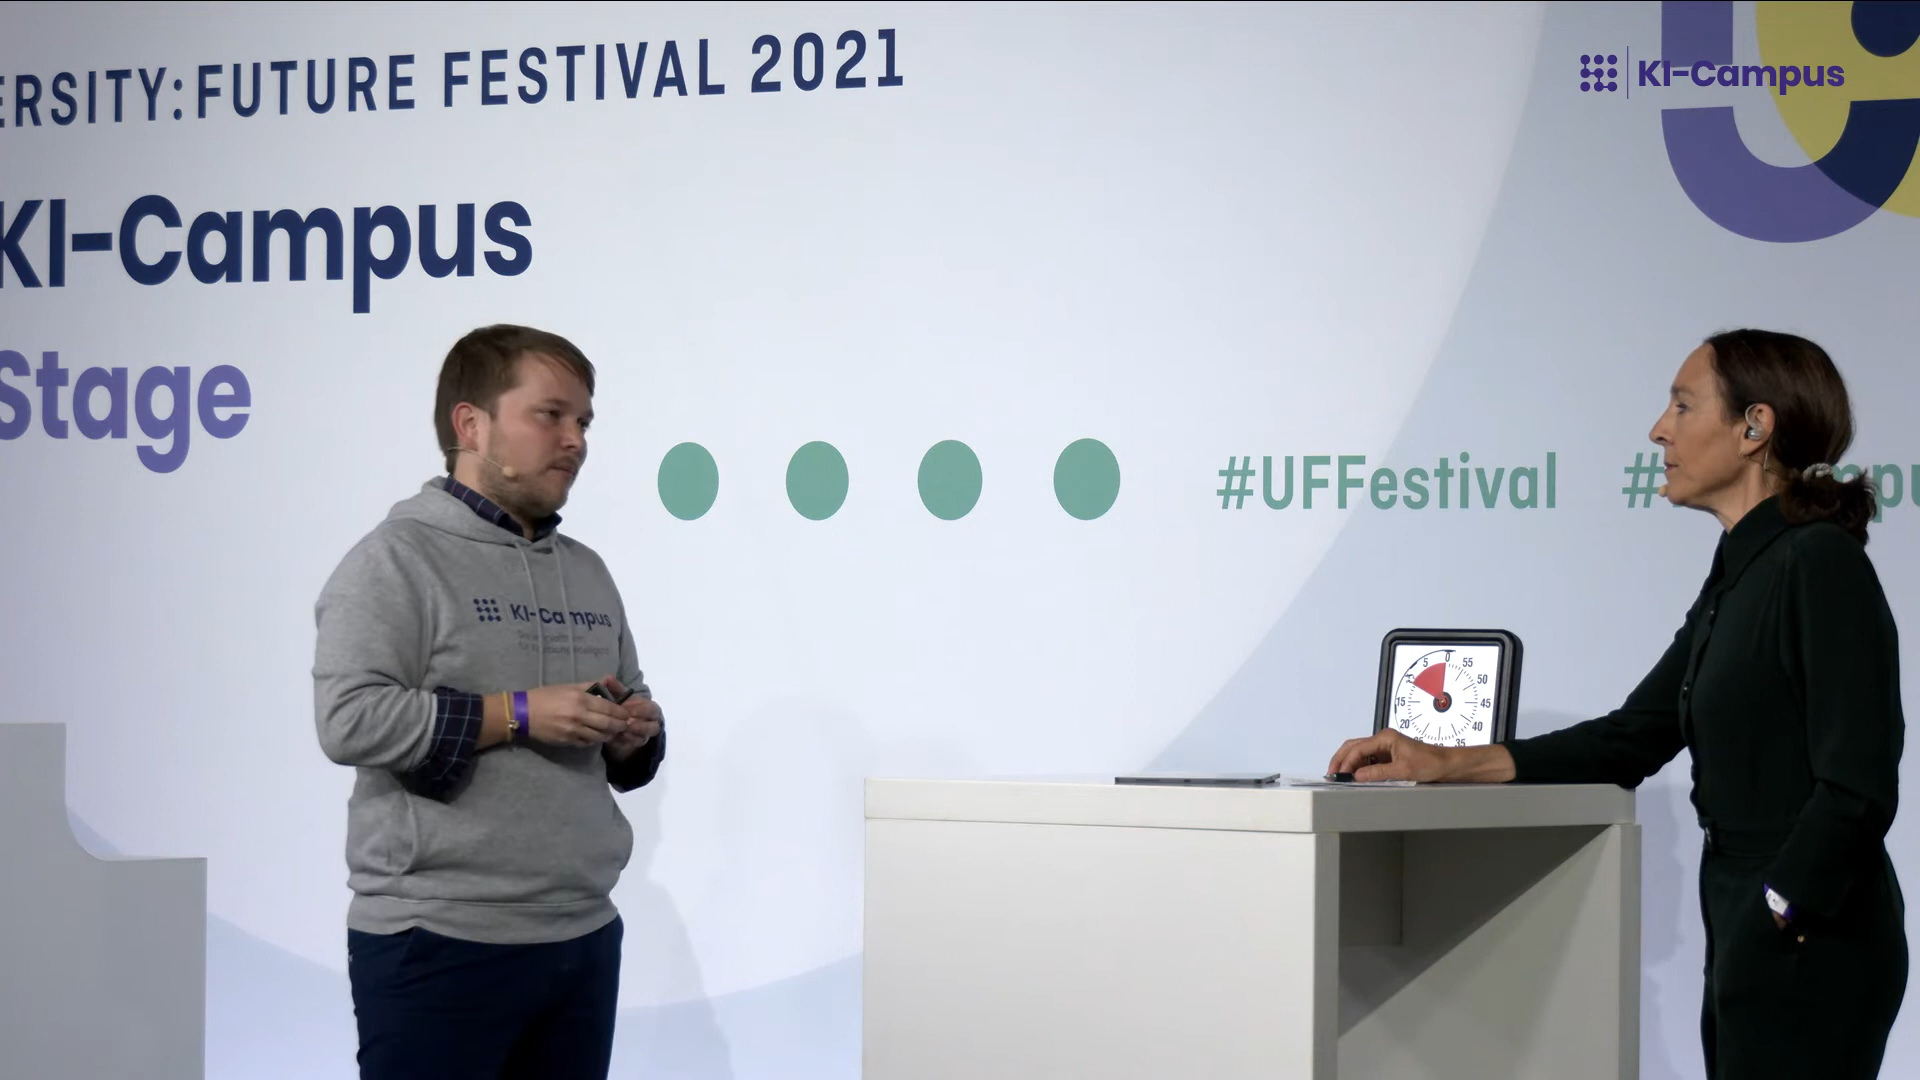 ERSITY: FUTURE FESTIVAL 2021
KI-Campus
KI-Campus
Stage
#UFFestival #
KI-Campus
0 55 50 45 40 35 20 15 5